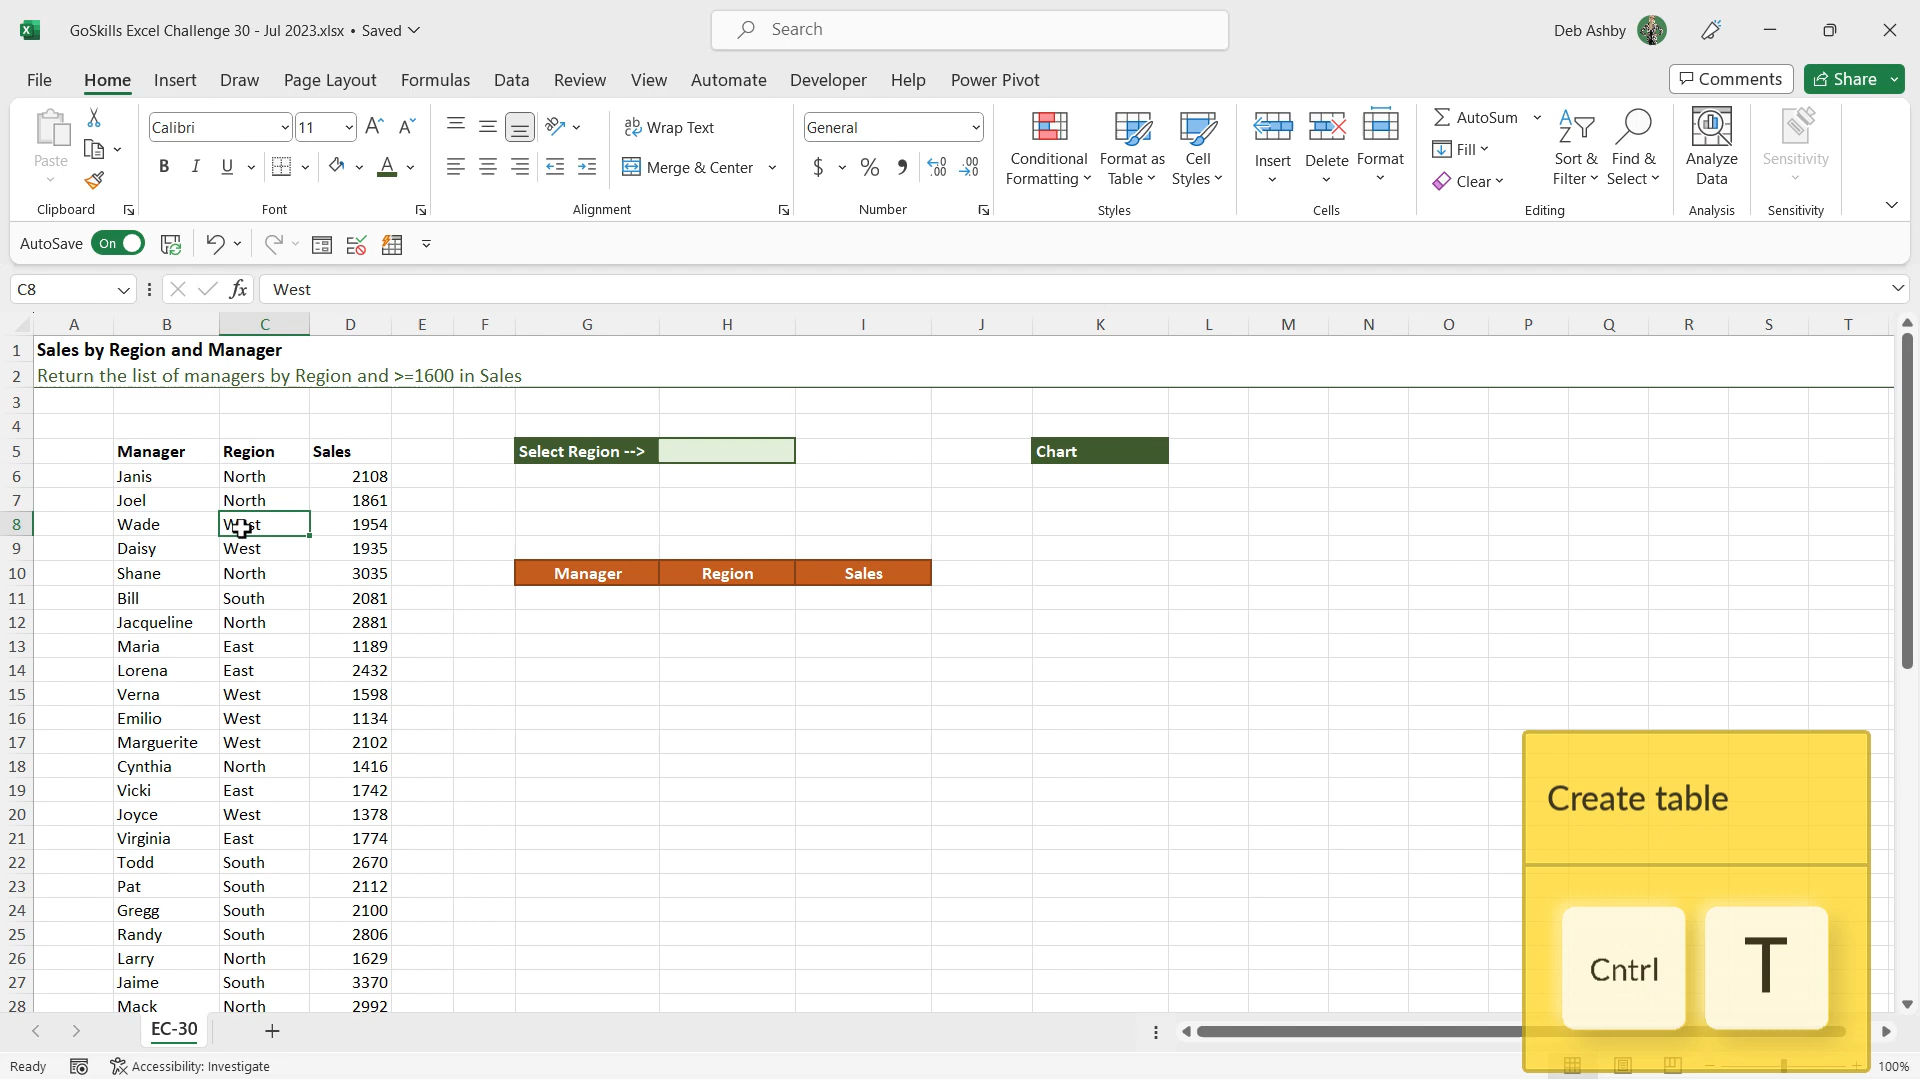 GoSkills Excel Challenge 30 - Jul 2023.xlsx • Saved
Search
Deb Ashby
File Home Insert Draw Page Layout Formulas Data Review View Automate Developer Help Power Pivot
Comments Share
Paste
Clipboard
Calibri 11
B I U A
Font
Wrap Text
Merge & Center
Alignment
General
$ % 9
Number
Conditional Formatting
Format as Table
Cell Styles
Styles
Insert Delete Format
Cells
AutoSum
Fill
Clear
Sort & Filter
Find & Select
Editing
Analyze Data
Analysis
Sensitivity
Sensitivity
AutoSave On
C8 fx West
A B C D E F G H I J K L M N O P Q R S T
1 Sales by Region and Manager
2 Return the list of managers by Region and >=1600 in Sales
3
4
5 Manager Region Sales Select Region --> Chart
6 Janis North 2108
7 Joel North 1861
8 Wade West 1954
9 Daisy West 1935
10 Shane North 3035 Manager Region Sales
11 Bill South 2081
12 Jacqueline North 2881
13 Maria East 1189
14 Lorena East 2432
15 Verna West 1598
16 Emilio West 1134
17 Marguerite West 2102
18 Cynthia North 1416
19 Vicki East 1742
20 Joyce West 1378
21 Virginia East 1774
22 Todd South 2670
23 Pat South 2112
24 Gregg South 2100
25 Randy South 2806
26 Larry North 1629
27 Jaime South 3370
28 Mack North 2992
Create table
Cntrl T
EC-30
Ready Accessibility: Investigate 100%